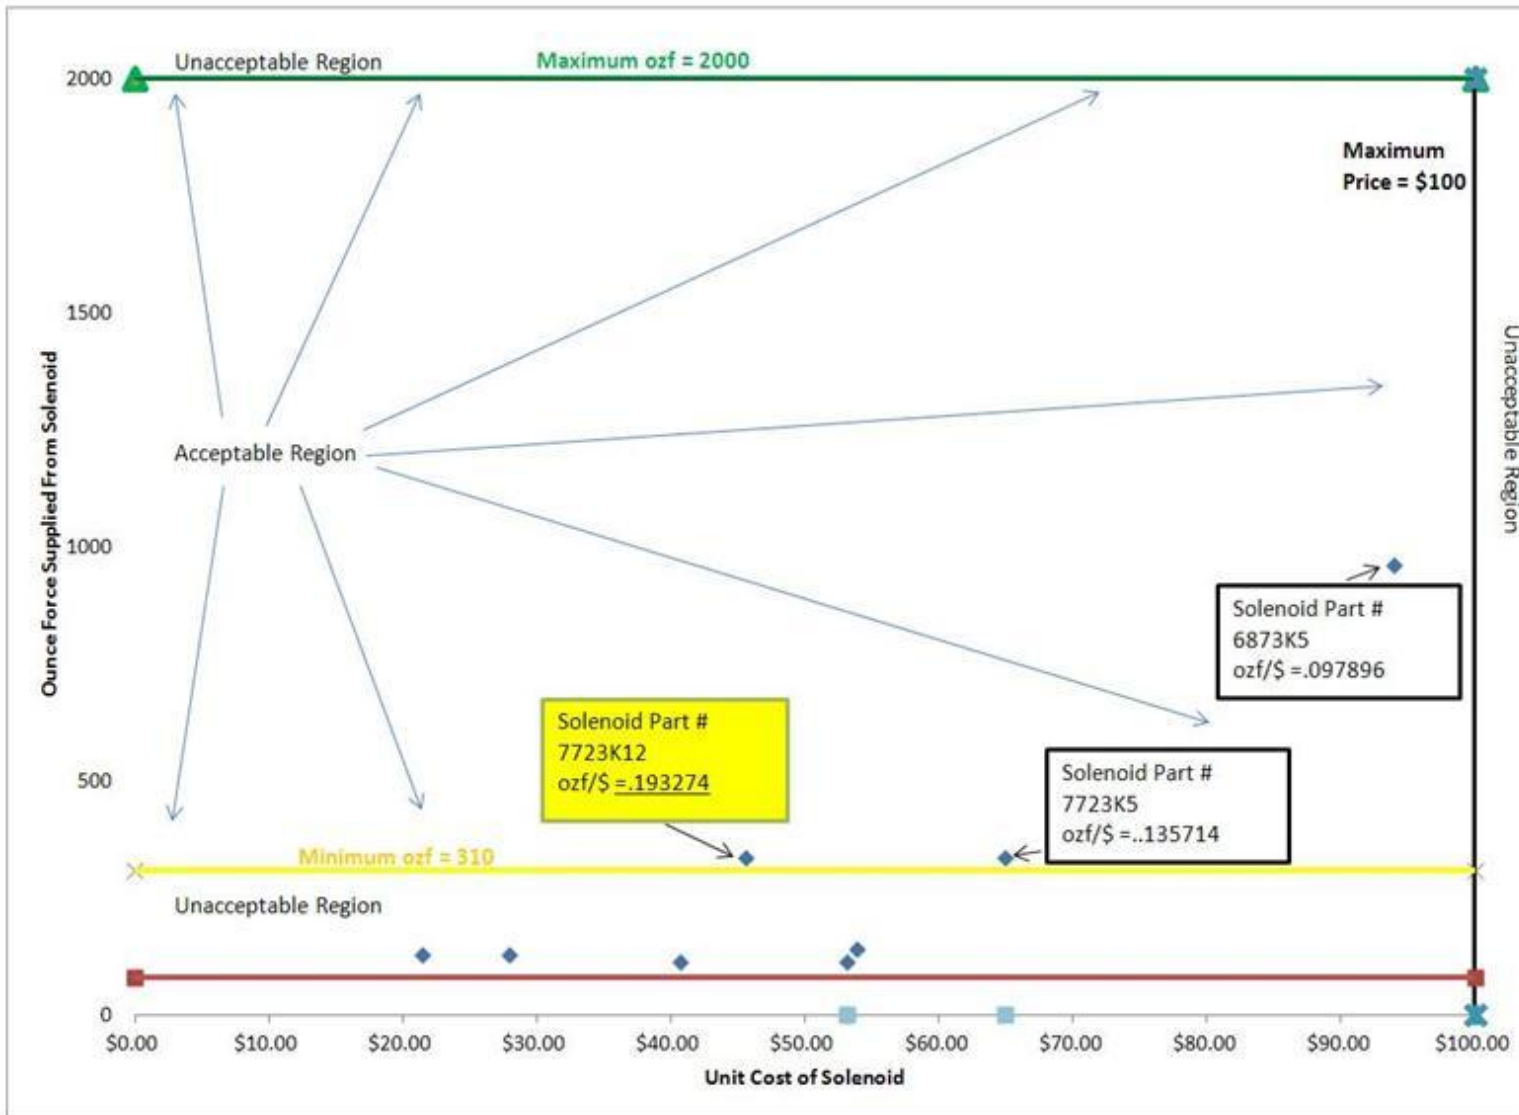 Unacceptable Region
Maximum ozf = 2000
2000
Maximum
Price = $100
1500
Ounce Force Supplied From Solenoid
Unacceptable Region
Acceptable Region
1000
Solenoid Part #
6873K5
ozf/$ =.097896
Solenoid Part #
7723K12
ozf/$ =.193274
Solenoid Part #
7723K5
ozf/$ =..135714
500
Minimum ozf = 310
Unacceptable Region
0
$0.00 $10.00 $20.00 $30.00 $40.00 $50.00 $60.00 $70.00 $80.00 $90.00 $100.00
Unit Cost of Solenoid